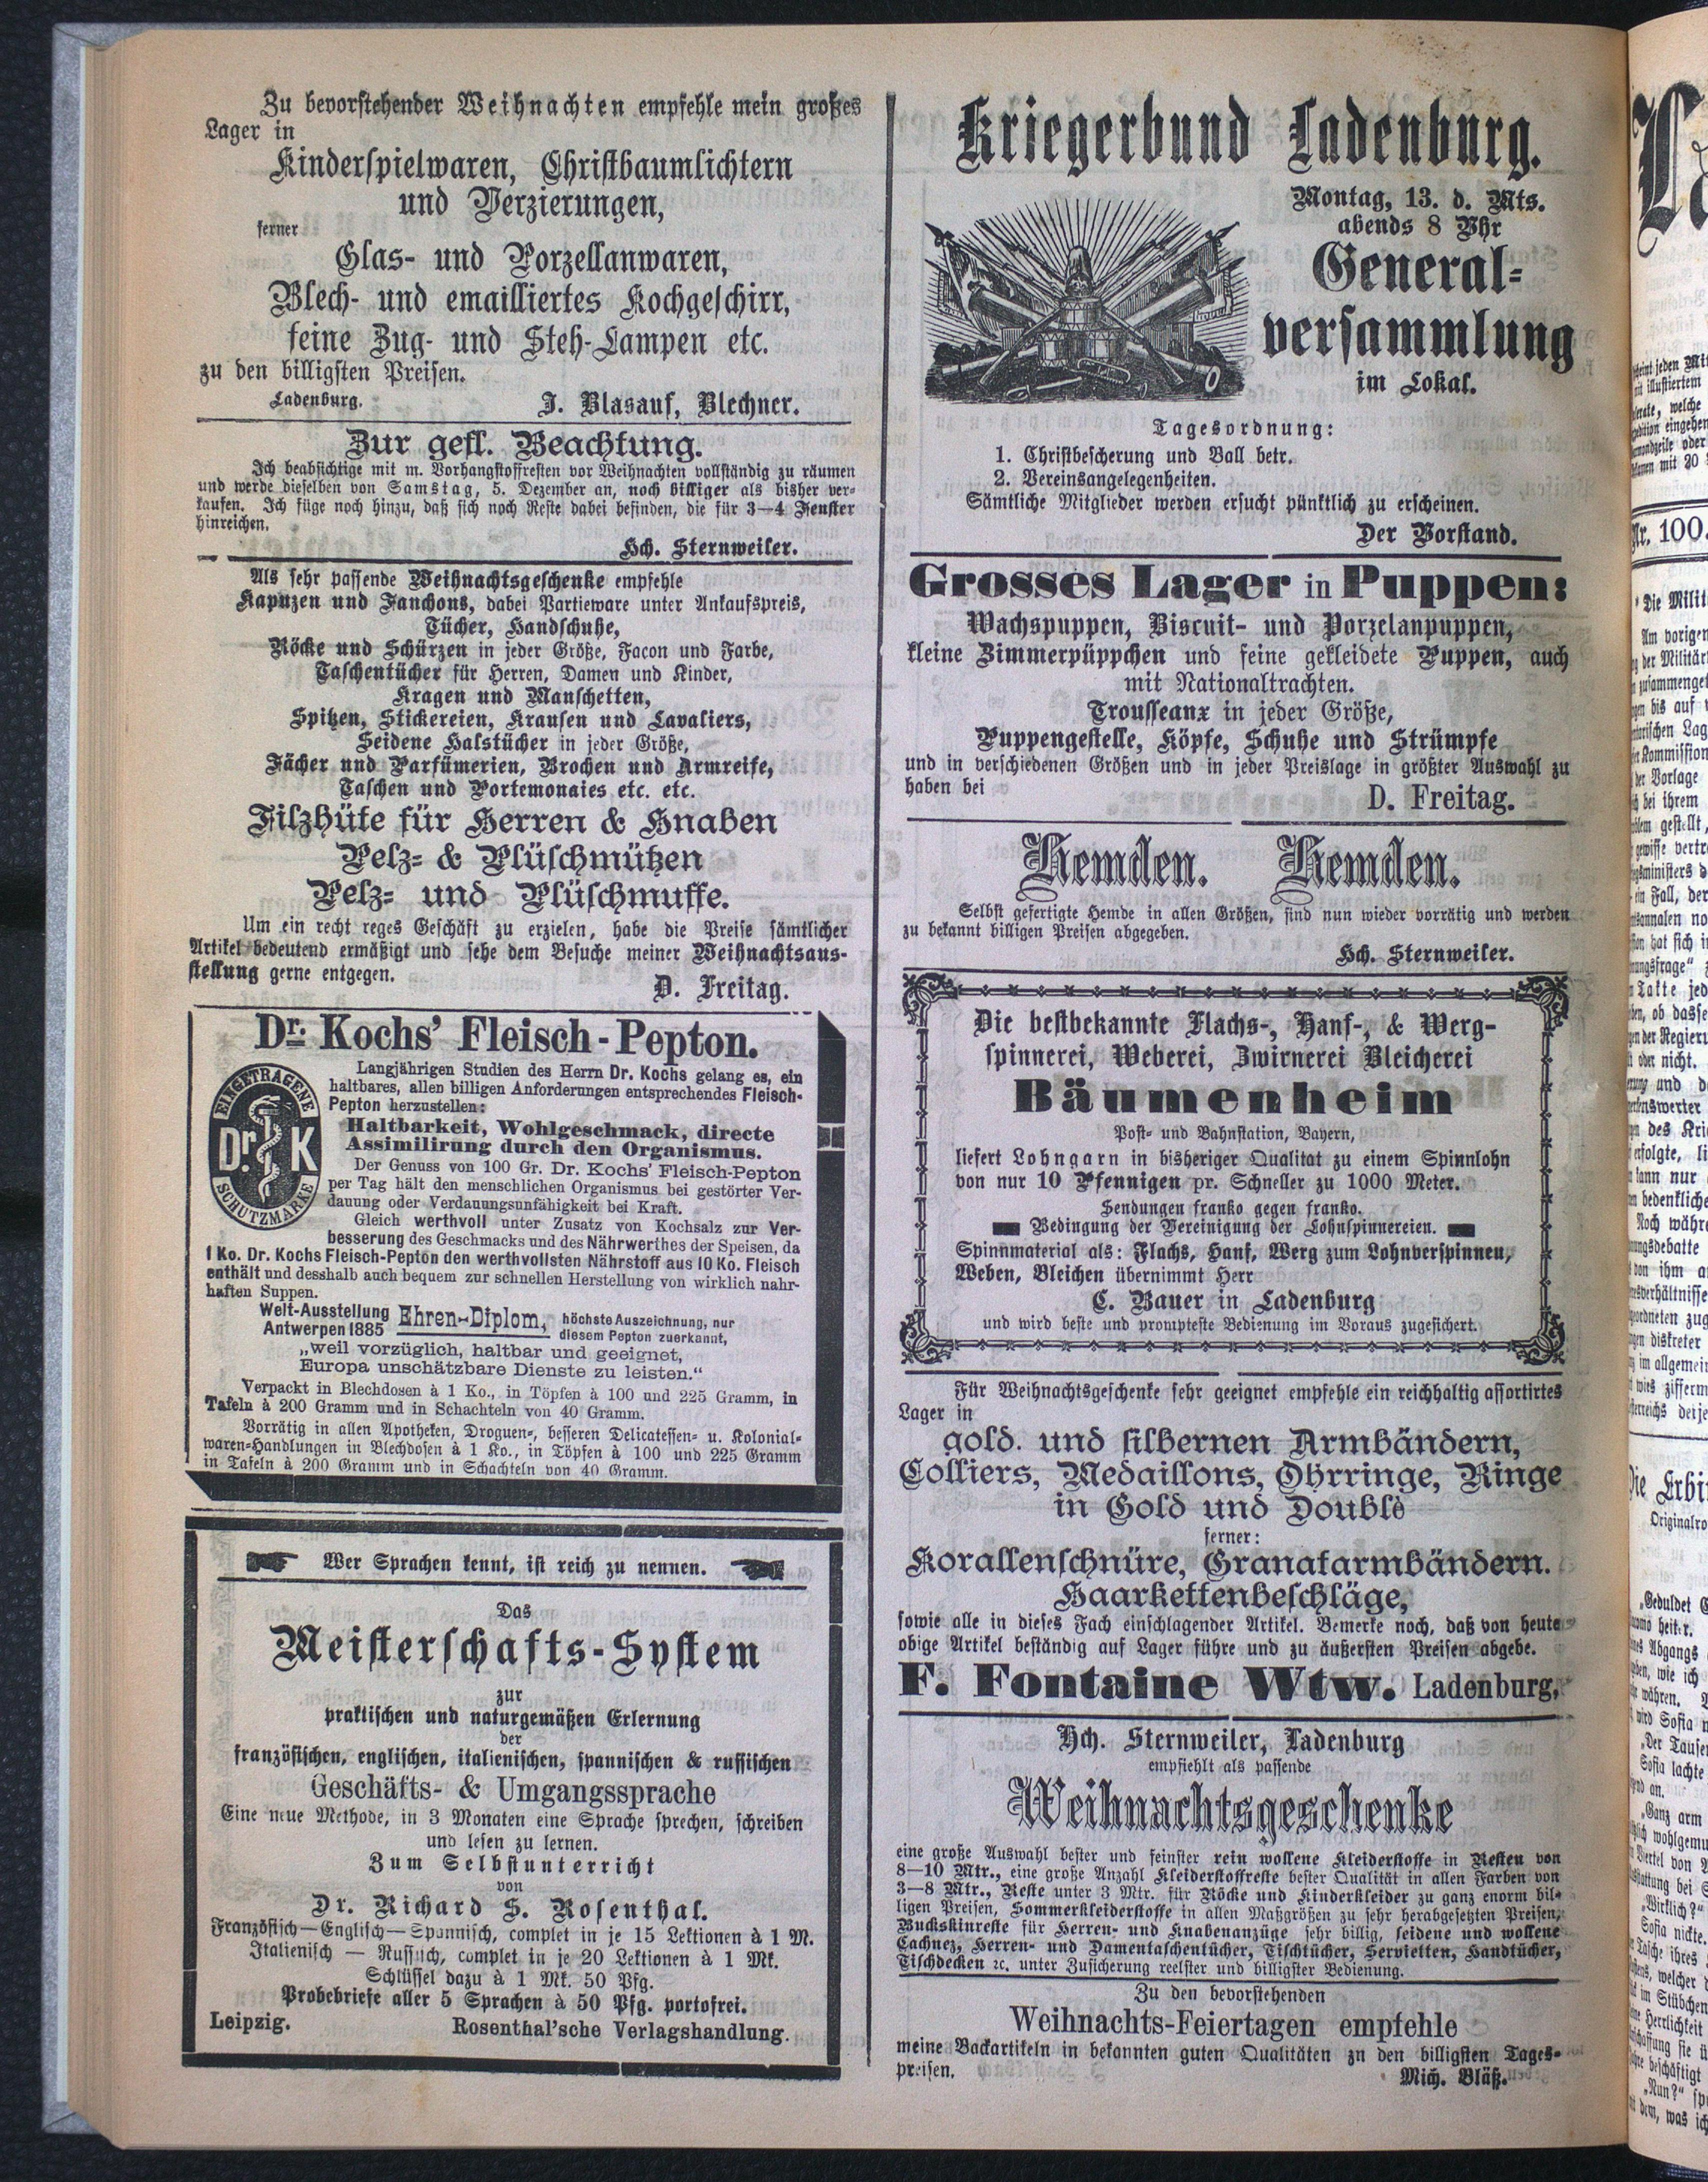 Zu bevorstehender Weihnachten empfehle mein großes
Lager in
Kinderspielwaren, Christbaumlichtern
und Verzierungen,
ferner
Glas- und Porzellanwaren,
Blech- und emailliertes Kochgeschirr,
feine Zug- und Steh-Lampen etc.
zu den billigsten Preisen.
Ladenburg. J. Blasauf, Blechner.
Zur gefl. Beachtung.
Ich beabsichtige mit m. Vorhangstoffresten vor Weihnachten vollständig zu räumen
und werde dieselben von Samstag, 5. Dezember an, noch billiger als bisher ver-
kaufen. Ich füge noch hinzu, daß sich noch Reste dabei befinden, die für 3—4 Fenster
hinreichen.
Hch. Sternweiler.
Als sehr passende Weihnachtsgeschenke empfehle
Kapuzen und Fanchons, dabei Partieware unter Ankaufspreis,
Tücher, Handschuhe,
Röcke und Schürzen in jeder Größe, Facon und Farbe,
Taschentücher für Herren, Damen und Kinder,
Kragen und Manschetten,
Spitzen, Stickereien, Krausen und Cavaliers,
Seidene Halstücher in jeder Größe,
Fächer und Parfümerien, Brochen und Armreife,
Taschen und Portemonaies etc. etc.
Filzhüte für Herren & Knaben
Pelz- & Plüschmützen
Pelz- und Plüschmuffe.
Um ein recht reges Geschäft zu erzielen, habe die Preise sämtlicher
Artikel bedeutend ermäßigt und sehe dem Besuche meiner Weihnachtsaus-
stellung gerne entgegen.
D. Freitag.
Dr. Kochs' Fleisch-Pepton.
EINGETRAGENE
Dr. K
SCHUTZMARKE
Langjährigen Studien des Herrn Dr. Kochs gelang es, ein
haltbares, allen billigen Anforderungen entsprechendes Fleisch-
Pepton herzustellen:
Haltbarkeit, Wohlgeschmack, directe
Assimilirung durch den Organismus.
Der Genuss von 100 Gr. Dr. Kochs' Fleisch-Pepton
per Tag hält den menschlichen Organismus bei gestörter Ver-
dauung oder Verdauungsunfähigkeit bei Kraft.
Gleich werthvoll unter Zusatz von Kochsalz zur Ver-
besserung des Geschmacks und des Nährwerthes der Speisen, da
1 Ko. Dr. Kochs Fleisch-Pepton den werthvollsten Nährstoff aus 10 Ko. Fleisch
enthält und desshalb auch bequem zur schnellen Herstellung von wirklich nahr-
haften Suppen.
Welt-Ausstellung
Antwerpen 1885 Ehren-Diplom, höchste Auszeichnung, nur
diesem Pepton zuerkannt,
„weil vorzüglich, haltbar und geeignet,
Europa unschätzbare Dienste zu leisten.“
Verpackt in Blechdosen à 1 Ko., in Töpfen à 100 und 225 Gramm, in
Tafeln à 200 Gramm und in Schachteln von 40 Gramm.
Vorrätig in allen Apotheken, Droguen-, besseren Delicatessen- u. Kolonial-
waren-Handlungen in Blechdosen à 1 Ko., in Töpfen à 100 und 225 Gramm
in Tafeln à 200 Gramm und in Schachteln von 40 Gramm.
Wer Sprachen kennt, ist reich zu nennen.
Das
Meisterschafts-System
zur
praktischen und naturgemäßen Erlernung
der
französischen, englischen, italienischen, spannischen & russischen
Geschäfts- & Umgangssprache
Eine neue Methode, in 3 Monaten eine Sprache sprechen, schreiben
und lesen zu lernen.
Zum Selbstunterricht
von
Dr. Richard S. Rosenthal.
Französisch—Englisch—Spannisch, complet in je 15 Lektionen à 1 M.
Italienisch — Russisch, complet in je 20 Lektionen à 1 Mk.
Schlüssel dazu à 1 Mk. 50 Pfg.
Probebriefe aller 5 Sprachen à 50 Pfg. portofrei.
Leipzig. Rosenthal'sche Verlagshandlung.
Kriegerbund Ladenburg.
Montag, 13. d. Mts.
abends 8 Uhr
General-
versammlung
im Lokal.
Tagesordnung:
1. Christbescherung und Ball betr.
2. Vereinsangelegenheiten.
Sämtliche Mitglieder werden ersucht pünktlich zu erscheinen.
Der Vorstand.
Grosses Lager in Puppen:
Wachspuppen, Biscuit- und Porzelanpuppen,
kleine Zimmerpüppchen und feine gekleidete Puppen, auch
mit Nationaltrachten.
Trousseaux in jeder Größe,
Puppengestelle, Köpfe, Schuhe und Strümpfe
und in verschiedenen Größen und in jeder Preislage in größter Auswahl zu
haben bei
D. Freitag.
Hemden. Hemden.
Selbst gefertigte Hemde in allen Größen, sind nun wieder vorrätig und werden
zu bekannt billigen Preisen abgegeben.
Hch. Sternweiler.
Die bestbekannte Flachs-, Hanf-, & Werg-
spinnerei, Weberei, Zwirnerei Bleicherei
Bäumenheim
Post- und Bahnstation, Bayern,
liefert Lohngarn in bisheriger Qualitat zu einem Spinnlohn
von nur 10 Pfennigen pr. Schneller zu 1000 Meter.
Sendungen franko gegen franko.
Bedingung der Vereinigung der Lohnspinnereien.
Spinnmaterial als: Flachs, Hanf, Werg zum Lohnverspinnen,
Weben, Bleichen übernimmt Herr
C. Bauer in Ladenburg
und wird beste und prompteste Bedienung im Voraus zugesichert.
Für Weihnachtsgeschenke sehr geeignet empfehle ein reichhaltig assortirtes
Lager in
gold. und silbernen Armbändern,
Colliers, Medaillons, Ohrringe, Ringe
in Gold und Doublè
ferner:
Korallenschnüre, Granatarmbändern.
Haarkettenbeschläge,
sowie alle in dieses Fach einschlagender Artikel. Bemerke noch, daß von heute
obige Artikel beständig auf Lager führe und zu äußersten Preisen abgebe.
F. Fontaine Wtw. Ladenburg,
Hch. Sternweiler, Ladenburg
empfiehlt als passende
Weihnachtsgeschenke
eine große Auswahl bester und feinster rein wollene Kleiderstoffe in Resten von
8—10 Mtr., eine große Anzahl Kleiderstoffreste bester Qualität in allen Farben von
3—8 Mtr., Reste unter 3 Mtr. für Röcke und Kinderkleider zu ganz enorm bil-
ligen Preisen, Sommerkleiderstoffe in allen Maßgrößen zu sehr herabgesetzten Preisen,
Buckskinreste für Herren- und Knabenanzüge sehr billig, seidene und wollene
Cachnez, Herren- und Damentaschentücher, Tischtücher, Servietten, Handtücher,
Tischdecken ꝛc. unter Zusicherung reelster und billigster Bedienung.
Zu den bevorstehenden
Weihnachts-Feiertagen empfehle
meine Backartikeln in bekannten guten Qualitäten zu den billigsten Tages-
preisen.
Mich. Bläß.
Nr. 100.